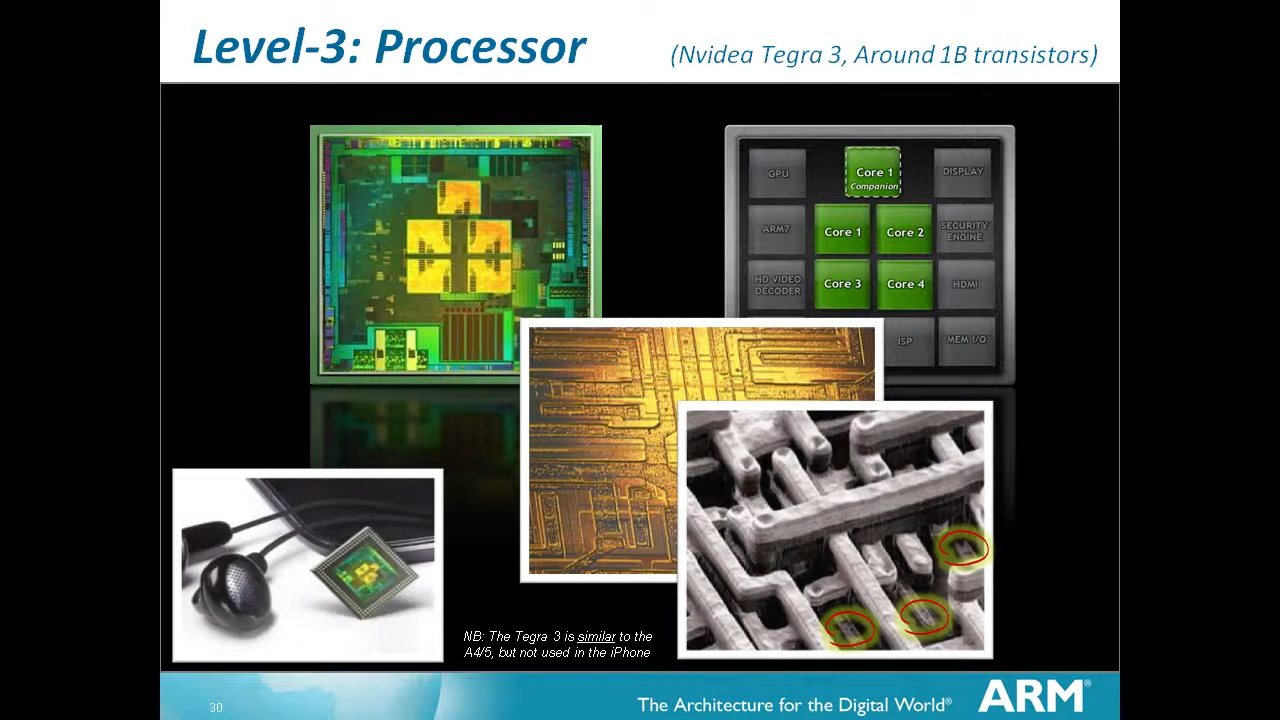 Level-3: Processor
(Nvidea Tegra 3, Around 1B transistors)
GPU
Core 1
Companion
DISPLAY
ARM7
Core 1
Core 2
SECURITY
ENGINE
HD VIDEO
DECODER
Core 3
Core 4
HDMI
ISP
MEM I/O
NB: The Tegra 3 is similar to the
A4/5, but not used in the iPhone
30
The Architecture for the Digital World®
ARM®